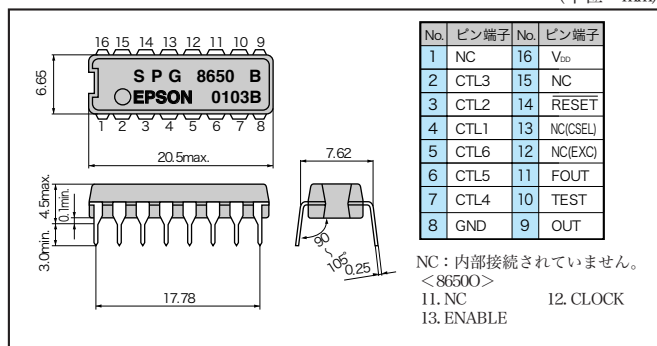 16 15 14 13 12 11 10 9
6.65
S P G 8650 B
EPSON 0103B
1 2 3 4 5 6 7 8
20.5max.
4.5max.
0.1min.
3.0min.
17.78
7.62
90~105°
0.25
No. ピン端子 No. ピン端子
1 NC 16 VDD
2 CTL3 15 NC
3 CTL2 14 RESET
4 CTL1 13 NC(CSEL)
5 CTL6 12 NC(EXC)
6 CTL5 11 FOUT
7 CTL4 10 TEST
8 GND 9 OUT
NC:内部接続されていません。
<8650O>
11. NC 12. CLOCK
13. ENABLE